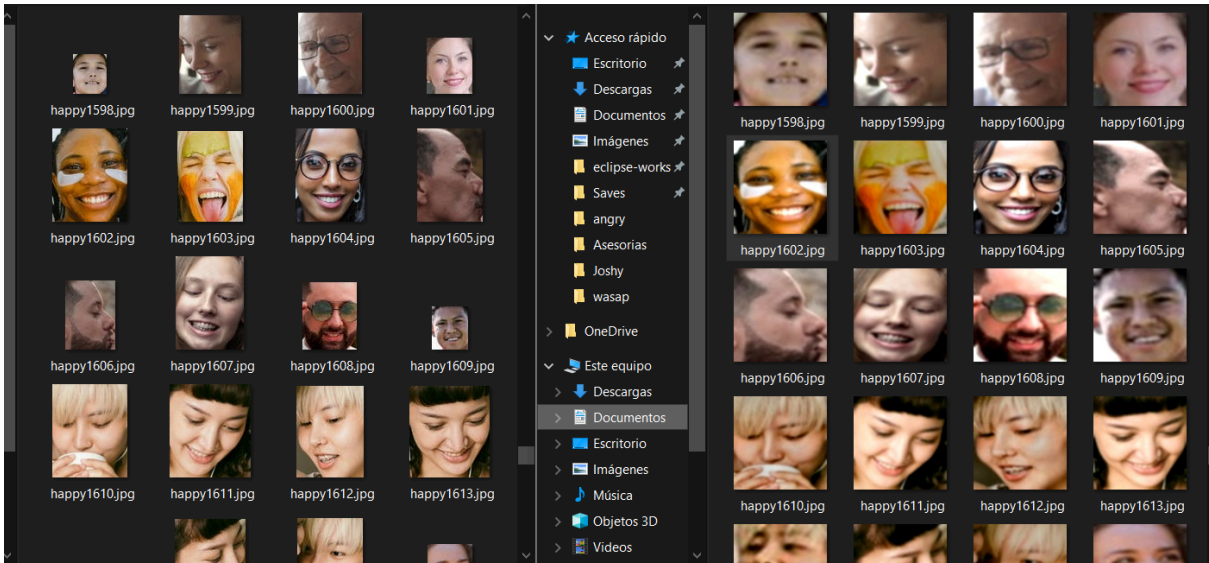 happy1598.jpg
happy1599.jpg
happy1600.jpg
happy1601.jpg
happy1602.jpg
happy1603.jpg
happy1604.jpg
happy1605.jpg
happy1606.jpg
happy1607.jpg
happy1608.jpg
happy1609.jpg
happy1610.jpg
happy1611.jpg
happy1612.jpg
happy1613.jpg
Acceso rápido
Escritorio
Descargas
Documentos
Imágenes
eclipse-works
Saves
angry
Asesorias
Joshy
wasap
OneDrive
Este equipo
Descargas
Documentos
Escritorio
Imágenes
Música
Objetos 3D
Videos
happy1598.jpg
happy1599.jpg
happy1600.jpg
happy1601.jpg
happy1602.jpg
happy1603.jpg
happy1604.jpg
happy1605.jpg
happy1606.jpg
happy1607.jpg
happy1608.jpg
happy1609.jpg
happy1610.jpg
happy1611.jpg
happy1612.jpg
happy1613.jpg